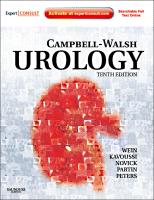 Expert CONSULT
Activate at expertconsult.com
Searchable Full Text Online
CAMPBELL-WALSH
UROLOGY
TENTH EDITION
WEIN
KAVOUSSI
NOVICK
PARTIN
PETERS
SAUNDERS